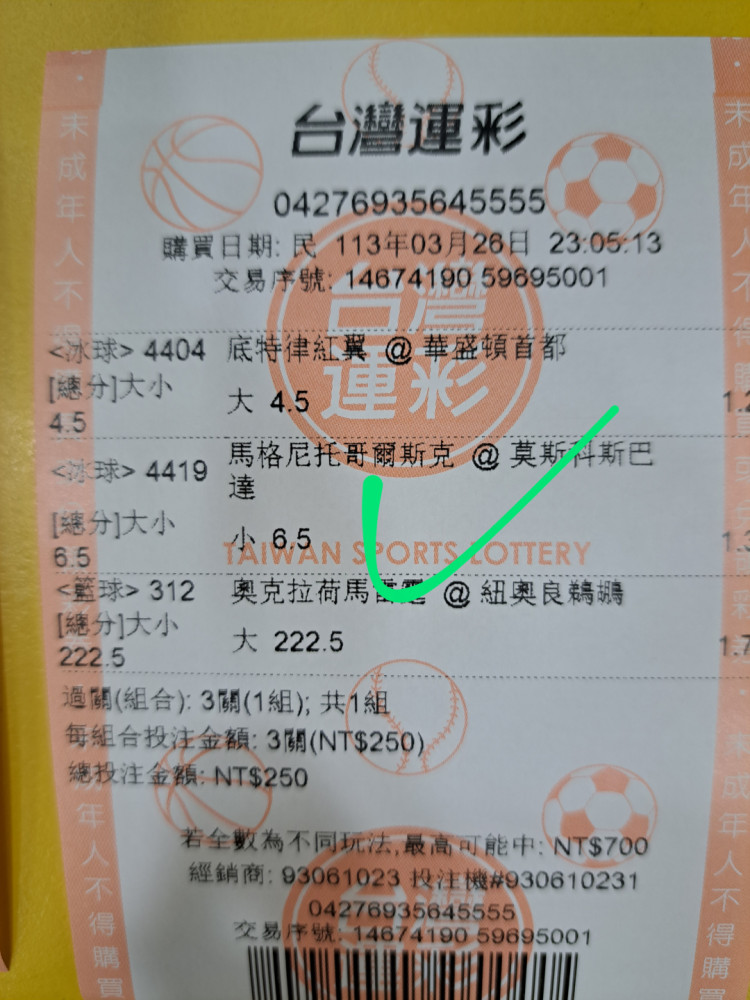 台灣運彩
04276935645555
購買日期: 民 113年03月26日 23:05:13
交易序號: 14674190 59695001
<冰球> 4404 底特律紅翼 @ 華盛頓首都
[總分]大小 大 4.5
4.5
<冰球> 4419 馬格尼托哥爾斯克 @ 莫斯科斯巴達
[總分]大小 小 6.5
6.5
TAIWAN SPORTS LOTTERY
<籃球> 312 奧克拉荷馬雷霆 @ 紐奧良鵜鶘
[總分]大小 大 222.5
222.5
過關(組合): 3關(1組); 共1組
每組合投注金額: 3關(NT$250)
總投注金額: NT$250
若全數為不同玩法,最高可能中: NT$700
經銷商: 93061023 投注機#930610231
04276935645555
交易序號: 14674190 59695001
未成年人不得購
台灣運彩